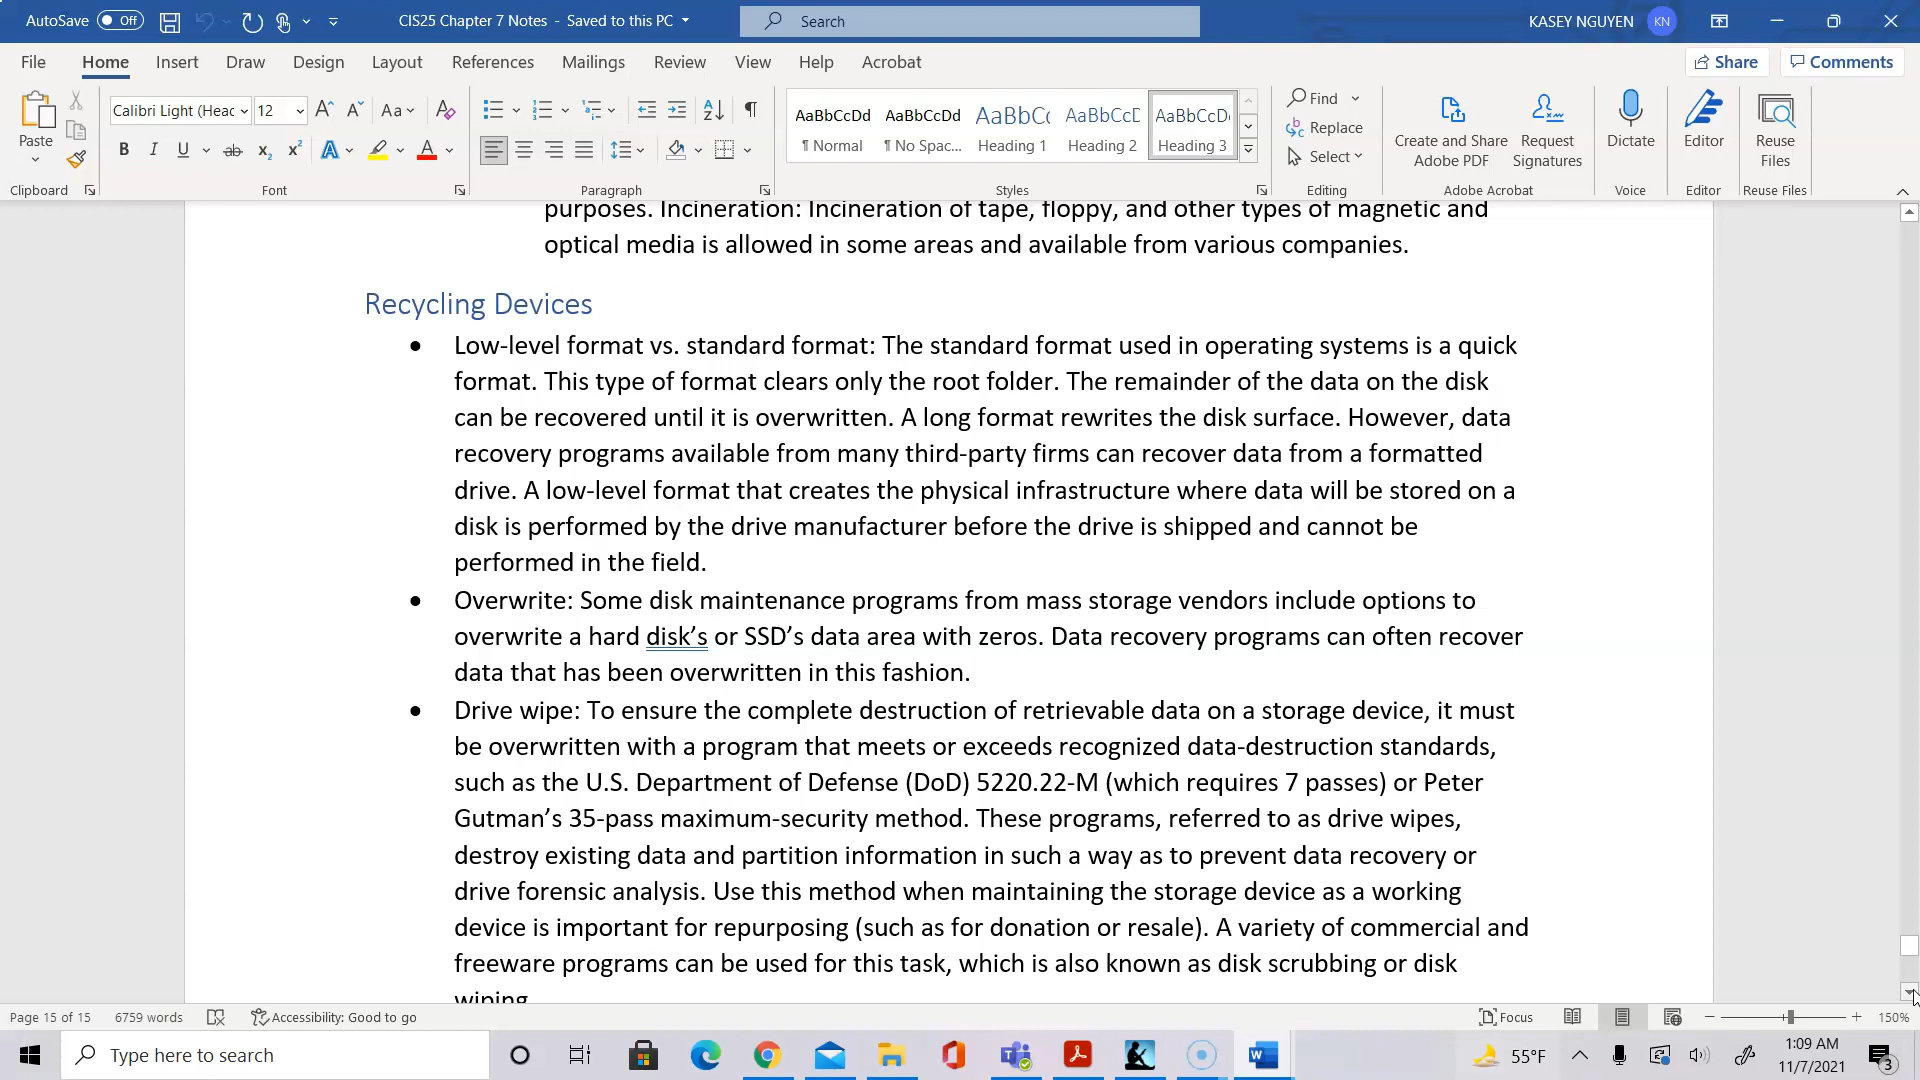 AutoSave Off CIS25 Chapter 7 Notes - Saved to this PC Search KASEY NGUYEN KN
File Home Insert Draw Design Layout References Mailings Review View Help Acrobat Share Comments
Calibri Light (Head 12 Aa Find
AaBbCcDd AaBbCcDd AaBbCc AaBbCcD AaBbCcD
Paste Replace Create and Share Request Dictate Editor Reuse
B I U ab x₂ x² A A ¶ Normal ¶ No Spac... Heading 1 Heading 2 Heading 3 Select Adobe PDF Signatures Files
Clipboard Font Paragraph Styles Editing Adobe Acrobat Voice Editor Reuse Files
purposes. Incineration: Incineration of tape, floppy, and other types of magnetic and
optical media is allowed in some areas and available from various companies.
Recycling Devices
• Low-level format vs. standard format: The standard format used in operating systems is a quick
format. This type of format clears only the root folder. The remainder of the data on the disk
can be recovered until it is overwritten. A long format rewrites the disk surface. However, data
recovery programs available from many third-party firms can recover data from a formatted
drive. A low-level format that creates the physical infrastructure where data will be stored on a
disk is performed by the drive manufacturer before the drive is shipped and cannot be
performed in the field.
• Overwrite: Some disk maintenance programs from mass storage vendors include options to
overwrite a hard disk’s or SSD’s data area with zeros. Data recovery programs can often recover
data that has been overwritten in this fashion.
• Drive wipe: To ensure the complete destruction of retrievable data on a storage device, it must
be overwritten with a program that meets or exceeds recognized data-destruction standards,
such as the U.S. Department of Defense (DoD) 5220.22-M (which requires 7 passes) or Peter
Gutman’s 35-pass maximum-security method. These programs, referred to as drive wipes,
destroy existing data and partition information in such a way as to prevent data recovery or
drive forensic analysis. Use this method when maintaining the storage device as a working
device is important for repurposing (such as for donation or resale). A variety of commercial and
freeware programs can be used for this task, which is also known as disk scrubbing or disk
wiping.
Page 15 of 15 6759 words Accessibility: Good to go Focus 150%
Type here to search 55°F 1:09 AM
11/7/2021 3